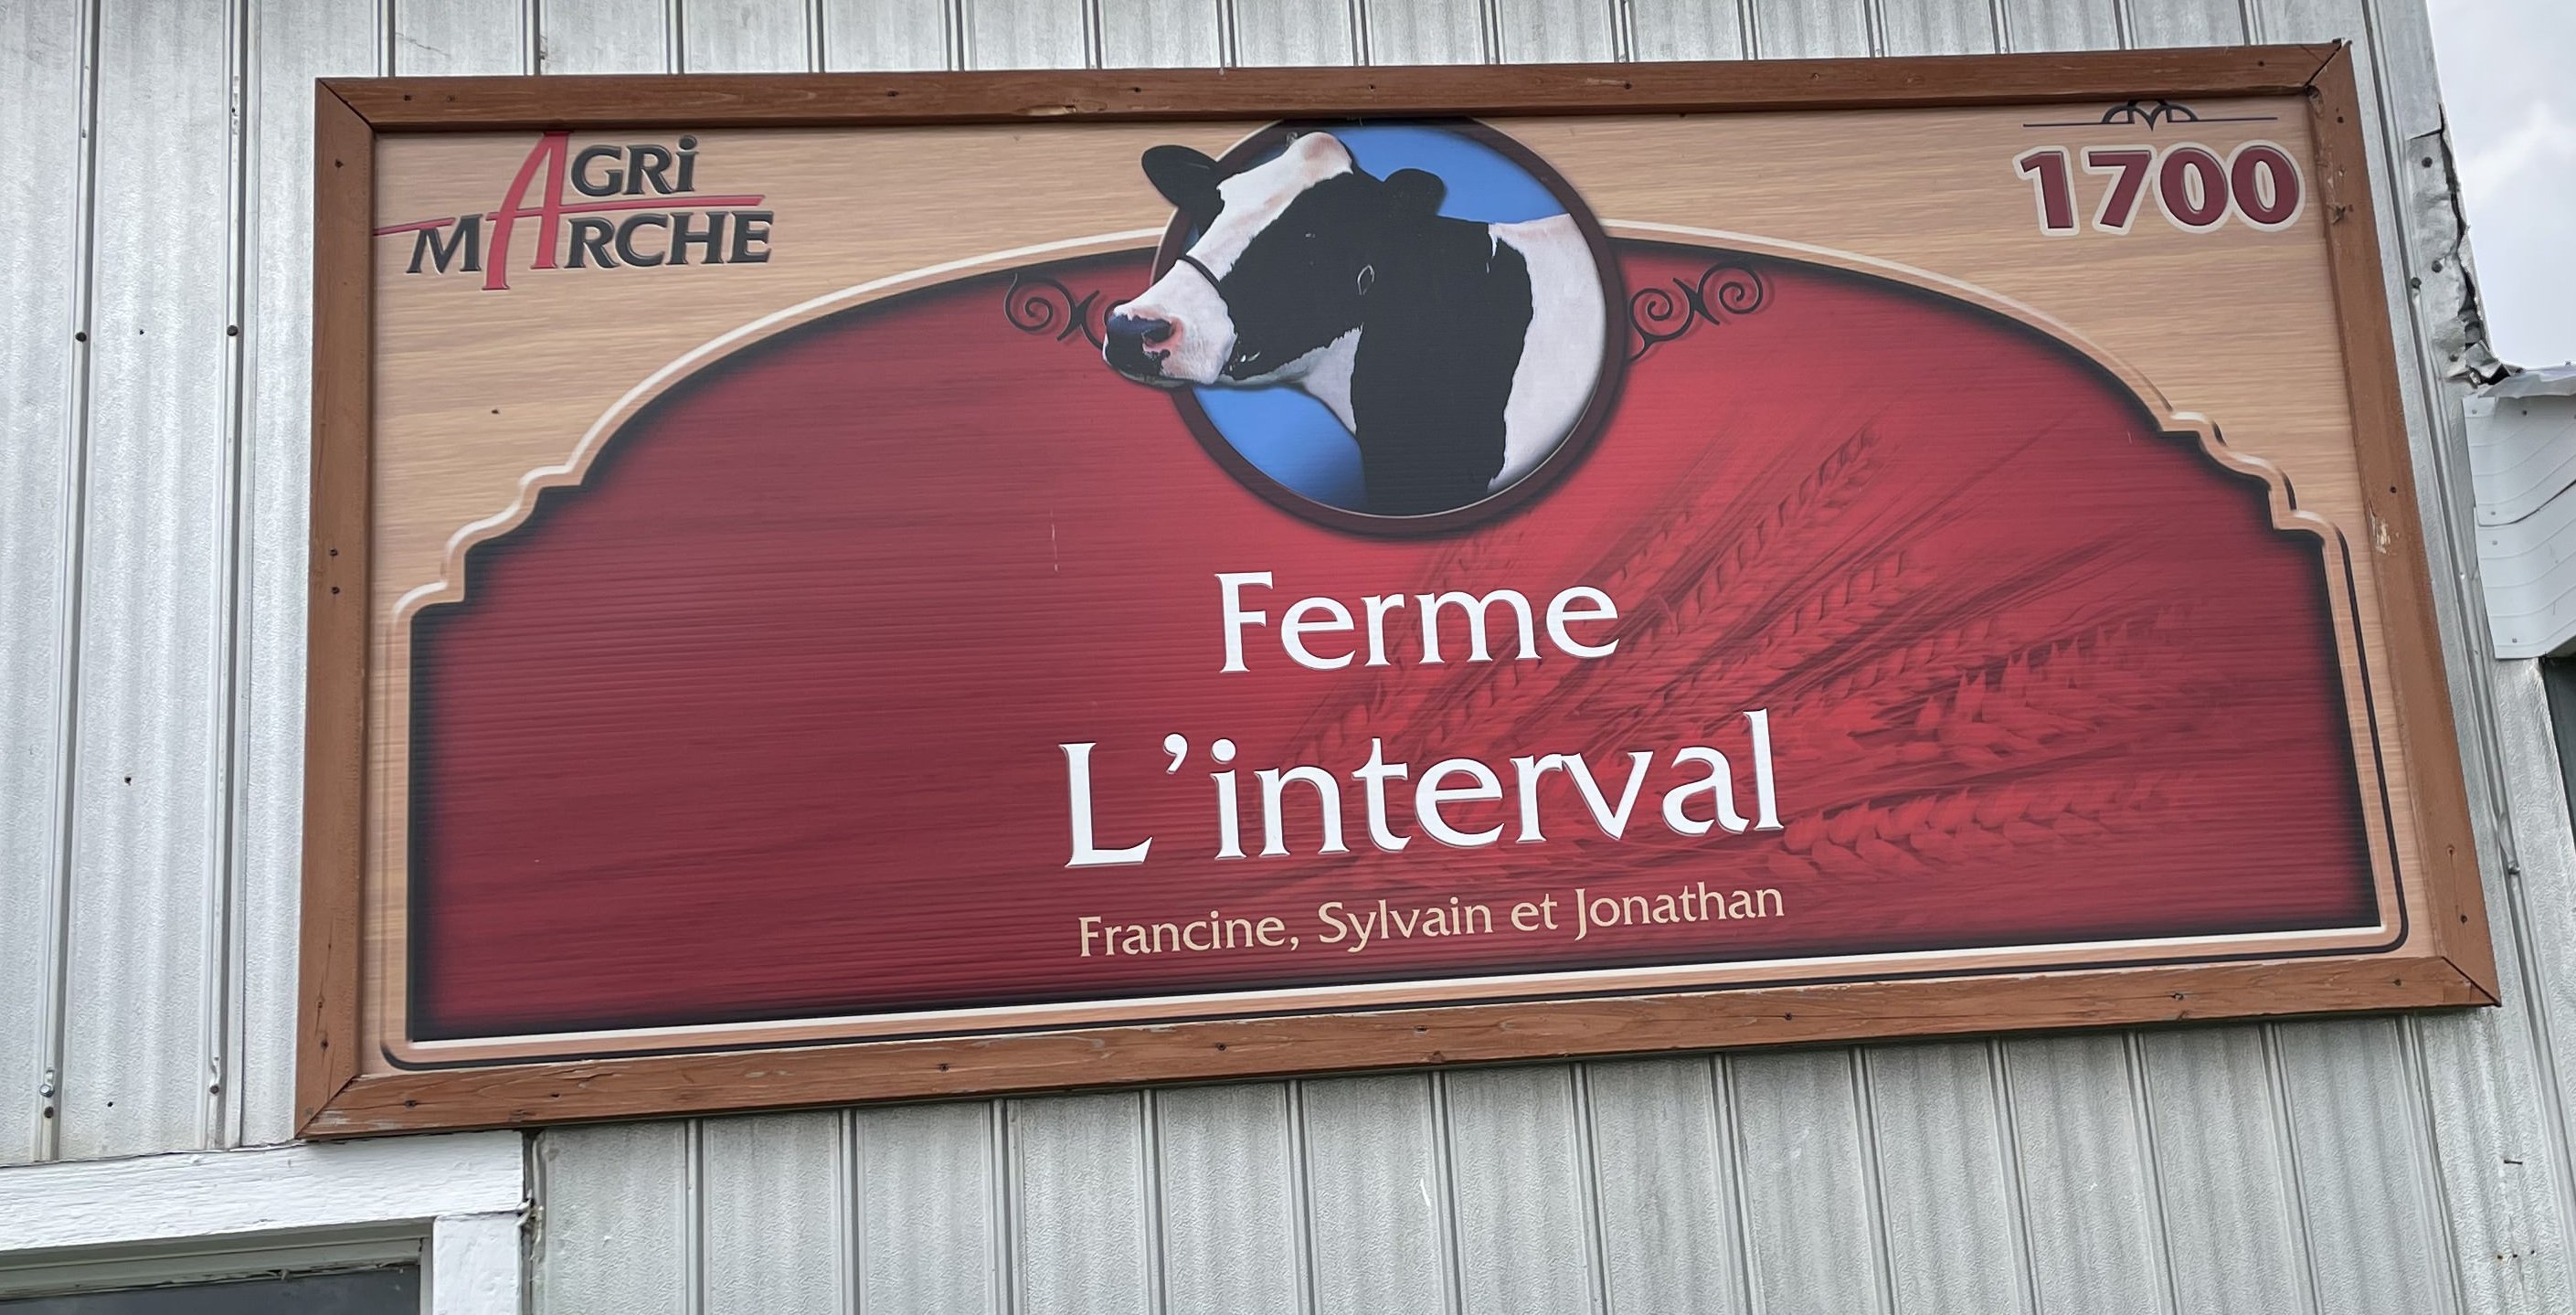 AGRi
MARCHE
1700
Ferme
L'interval
Francine, Sylvain et Jonathan